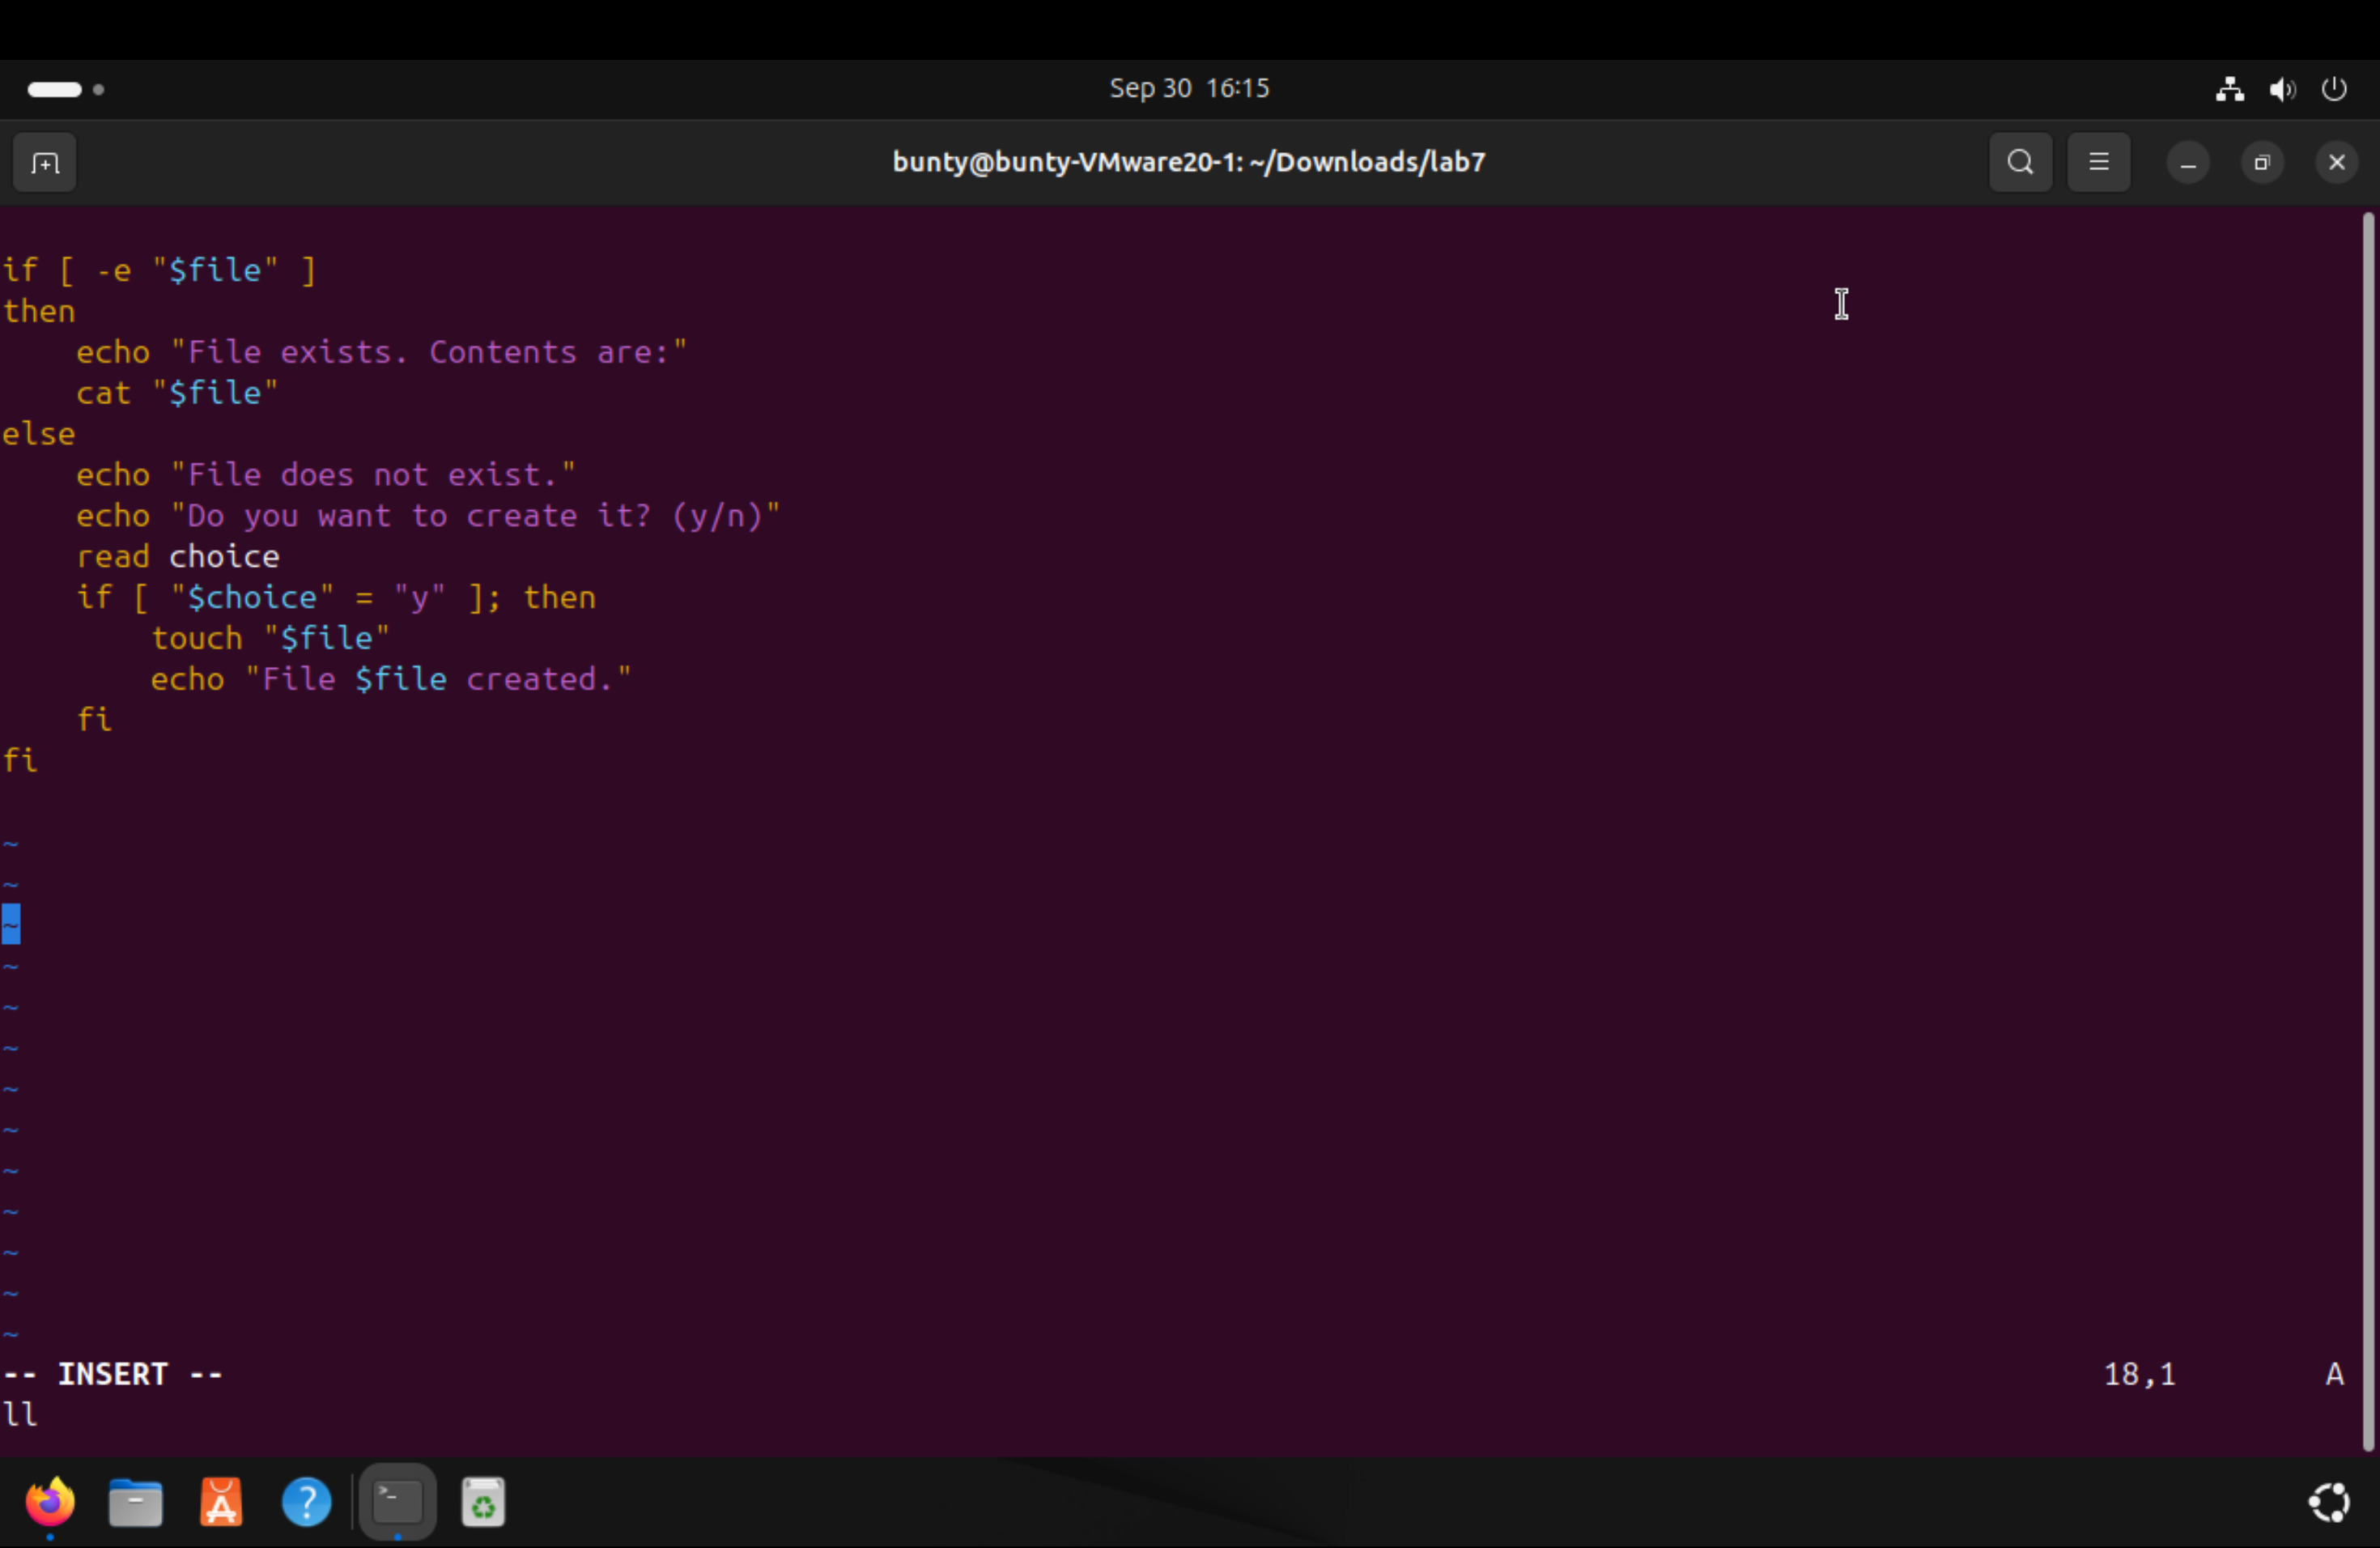 Sep 30 16:15
bunty@bunty-VMware20-1: ~/Downloads/lab7
if [ -e "$file" ]
then
    echo "File exists. Contents are:"
    cat "$file"
else
    echo "File does not exist."
    echo "Do you want to create it? (y/n)"
    read choice
    if [ "$choice" = "y" ]; then
        touch "$file"
        echo "File $file created."
    fi
fi
~
~
~
~
~
~
~
~
~
~
~
~
~
-- INSERT -- 18,1 A
ll